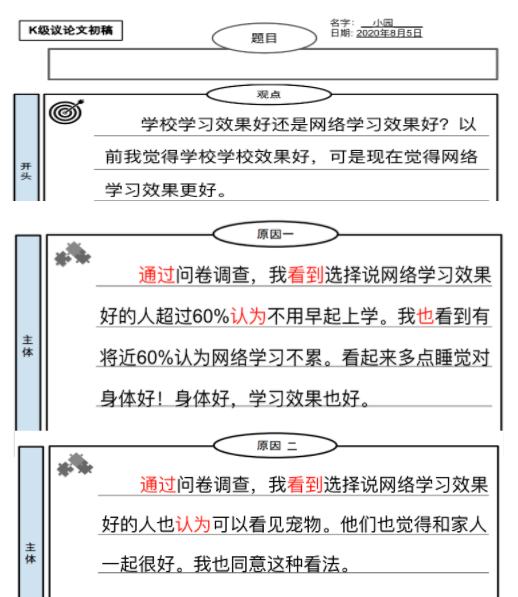 K级议论文初稿
题目
名字: 小园
日期: 2020年8月5日
观点
开头
学校学习效果好还是网络学习效果好？以
前我觉得学校学校效果好，可是现在觉得网络
学习效果更好。
原因一
主体
通过问卷调查，我看到选择说网络学习效果
好的人超过60%认为不用早起上学。我也看到有
将近60%认为网络学习不累。看起来多点睡觉对
身体好！身体好，学习效果也好。
原因 二
主体
通过问卷调查，我看到选择说网络学习效果
好的人也认为可以看见宠物。他们也觉得和家人
一起很好。我也同意这种看法。